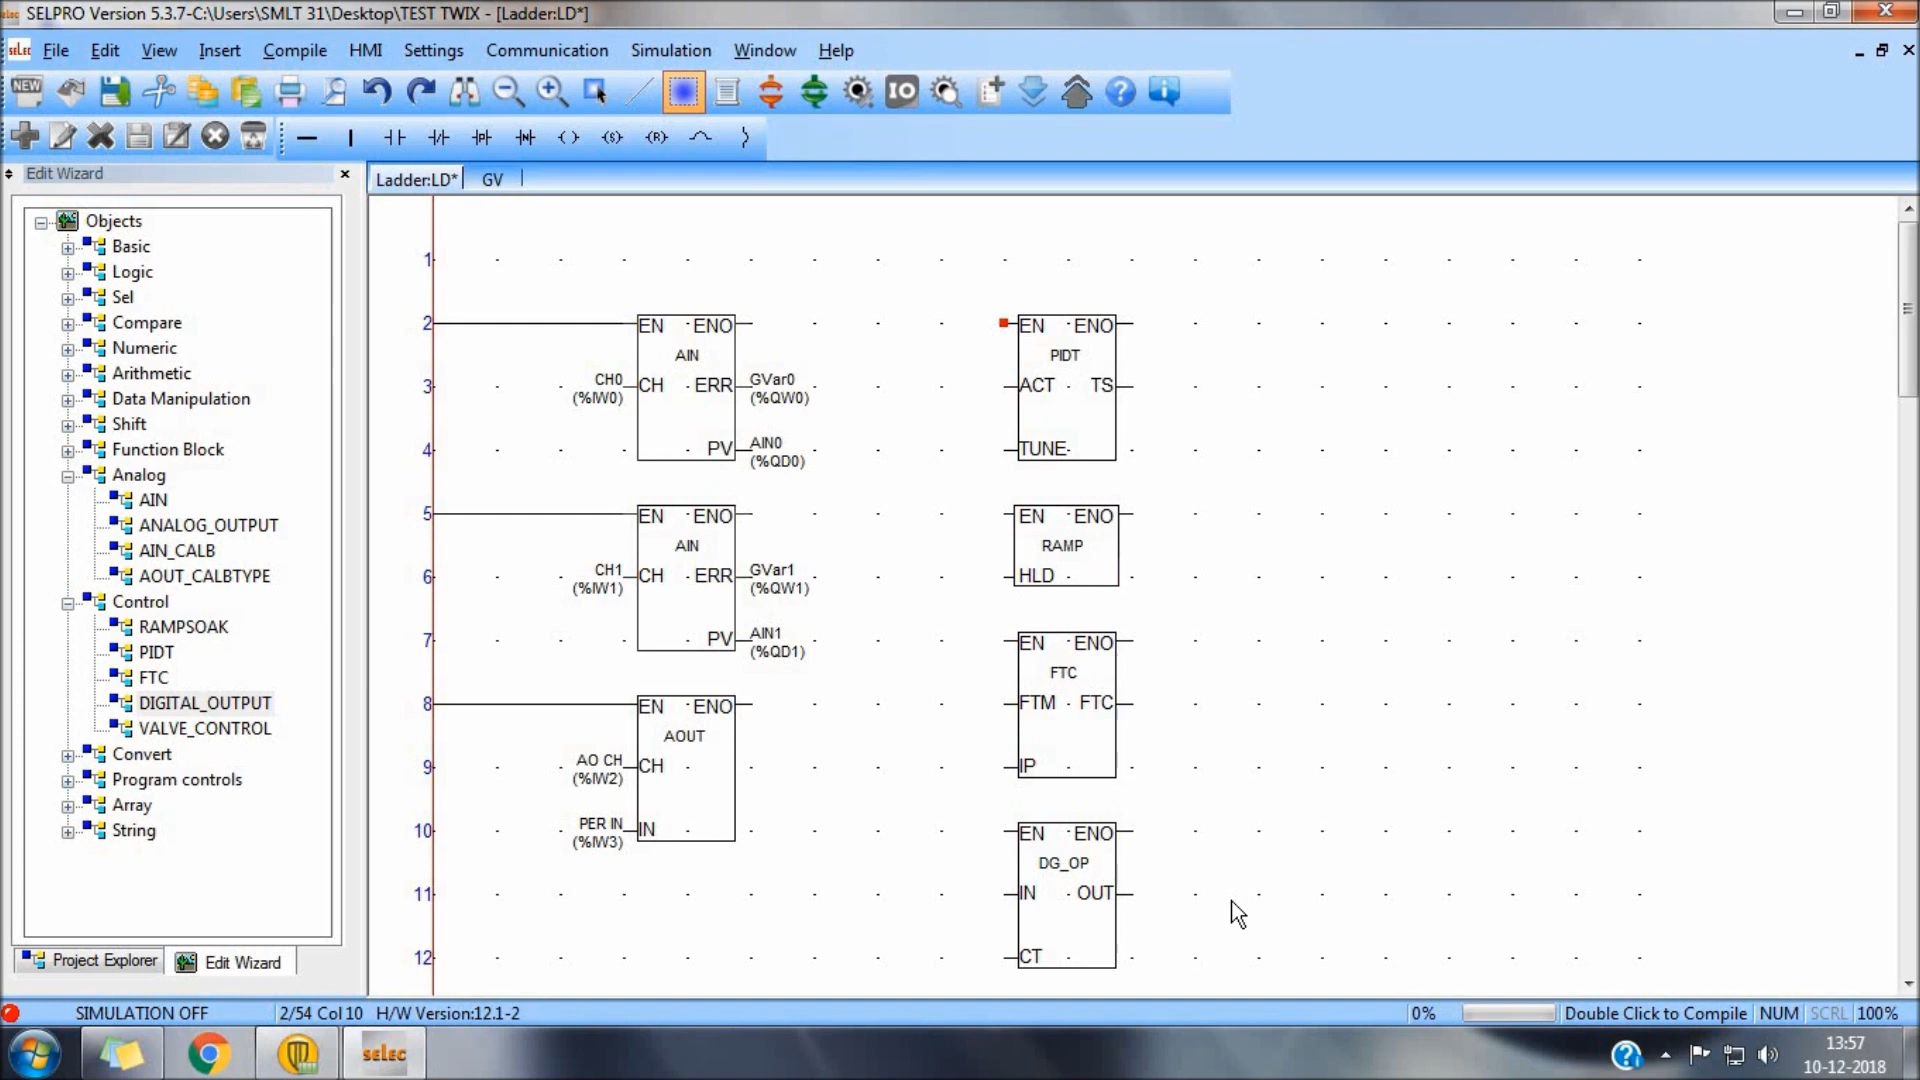 SELPRO Version 5.3.7-C:\Users\SMLT 31\Desktop\TEST TWIX - [Ladder:LD*]
selec File Edit View Insert Compile HMI Settings Communication Simulation Window Help
NEW IO
(S) (R)
Edit Wizard
Ladder:LD* GV
Objects
Basic
Logic
Sel
Compare
Numeric
Arithmetic
Data Manipulation
Shift
Function Block
Analog
AIN
ANALOG_OUTPUT
AIN_CALB
AOUT_CALBTYPE
Control
RAMPSOAK
PIDT
FTC
DIGITAL_OUTPUT
VALVE_CONTROL
Convert
Program controls
Array
String
Project Explorer Edit Wizard
1
2 EN ENO
AIN
3 CH0 CH ERR GVar0
(%IW0) (%QW0)
4 PV AIN0
(%QD0)
5 EN ENO
AIN
6 CH1 CH ERR GVar1
(%IW1) (%QW1)
7 PV AIN1
(%QD1)
8 EN ENO
AOUT
9 AO CH CH
(%IW2)
10 PER IN IN
(%IW3)
11
12
EN ENO
PIDT
ACT TS
TUNE
EN ENO
RAMP
HLD
EN ENO
FTC
FTM FTC
IP
EN ENO
DG_OP
IN OUT
CT
SIMULATION OFF 2/54 Col 10 H/W Version:12.1-2 0% Double Click to Compile NUM SCRL 100%
selec
13:57
10-12-2018